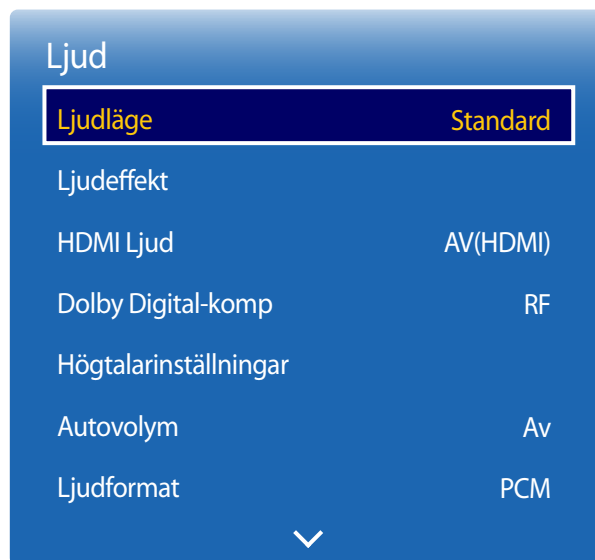 Ljud
Ljudläge Standard
Ljudeffekt
HDMI Ljud AV(HDMI)
Dolby Digital-komp RF
Högtalarinställningar
Autovolym Av
Ljudformat PCM